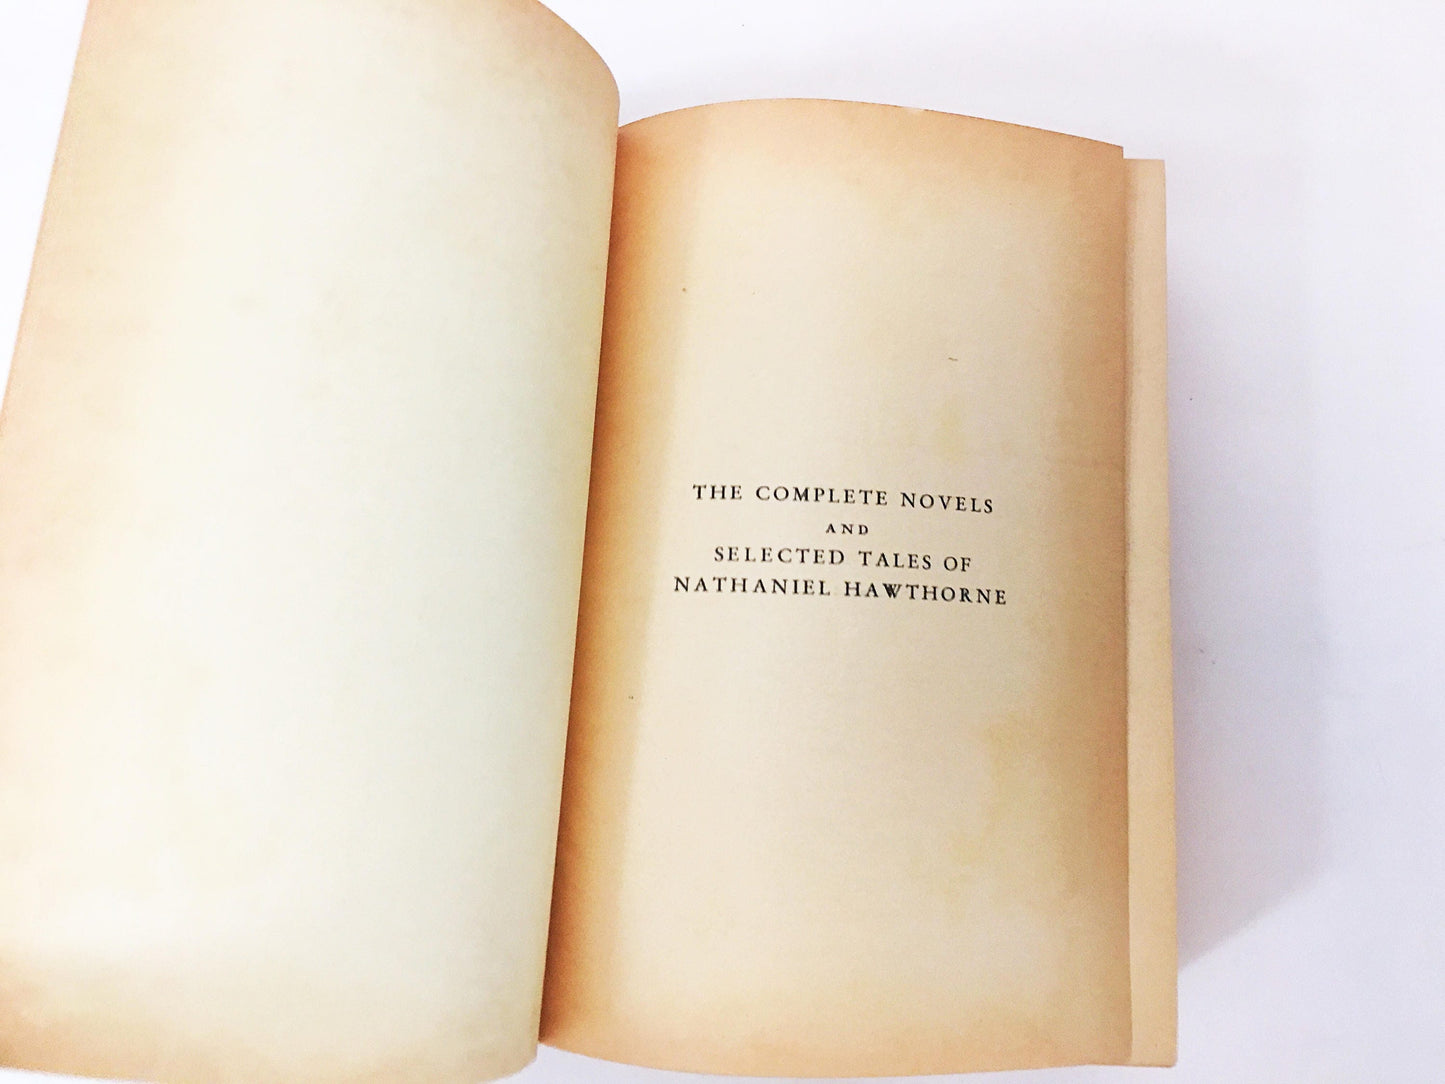 THE COMPLETE NOVELS
AND
SELECTED TALES OF
NATHANIEL HAWTHORNE